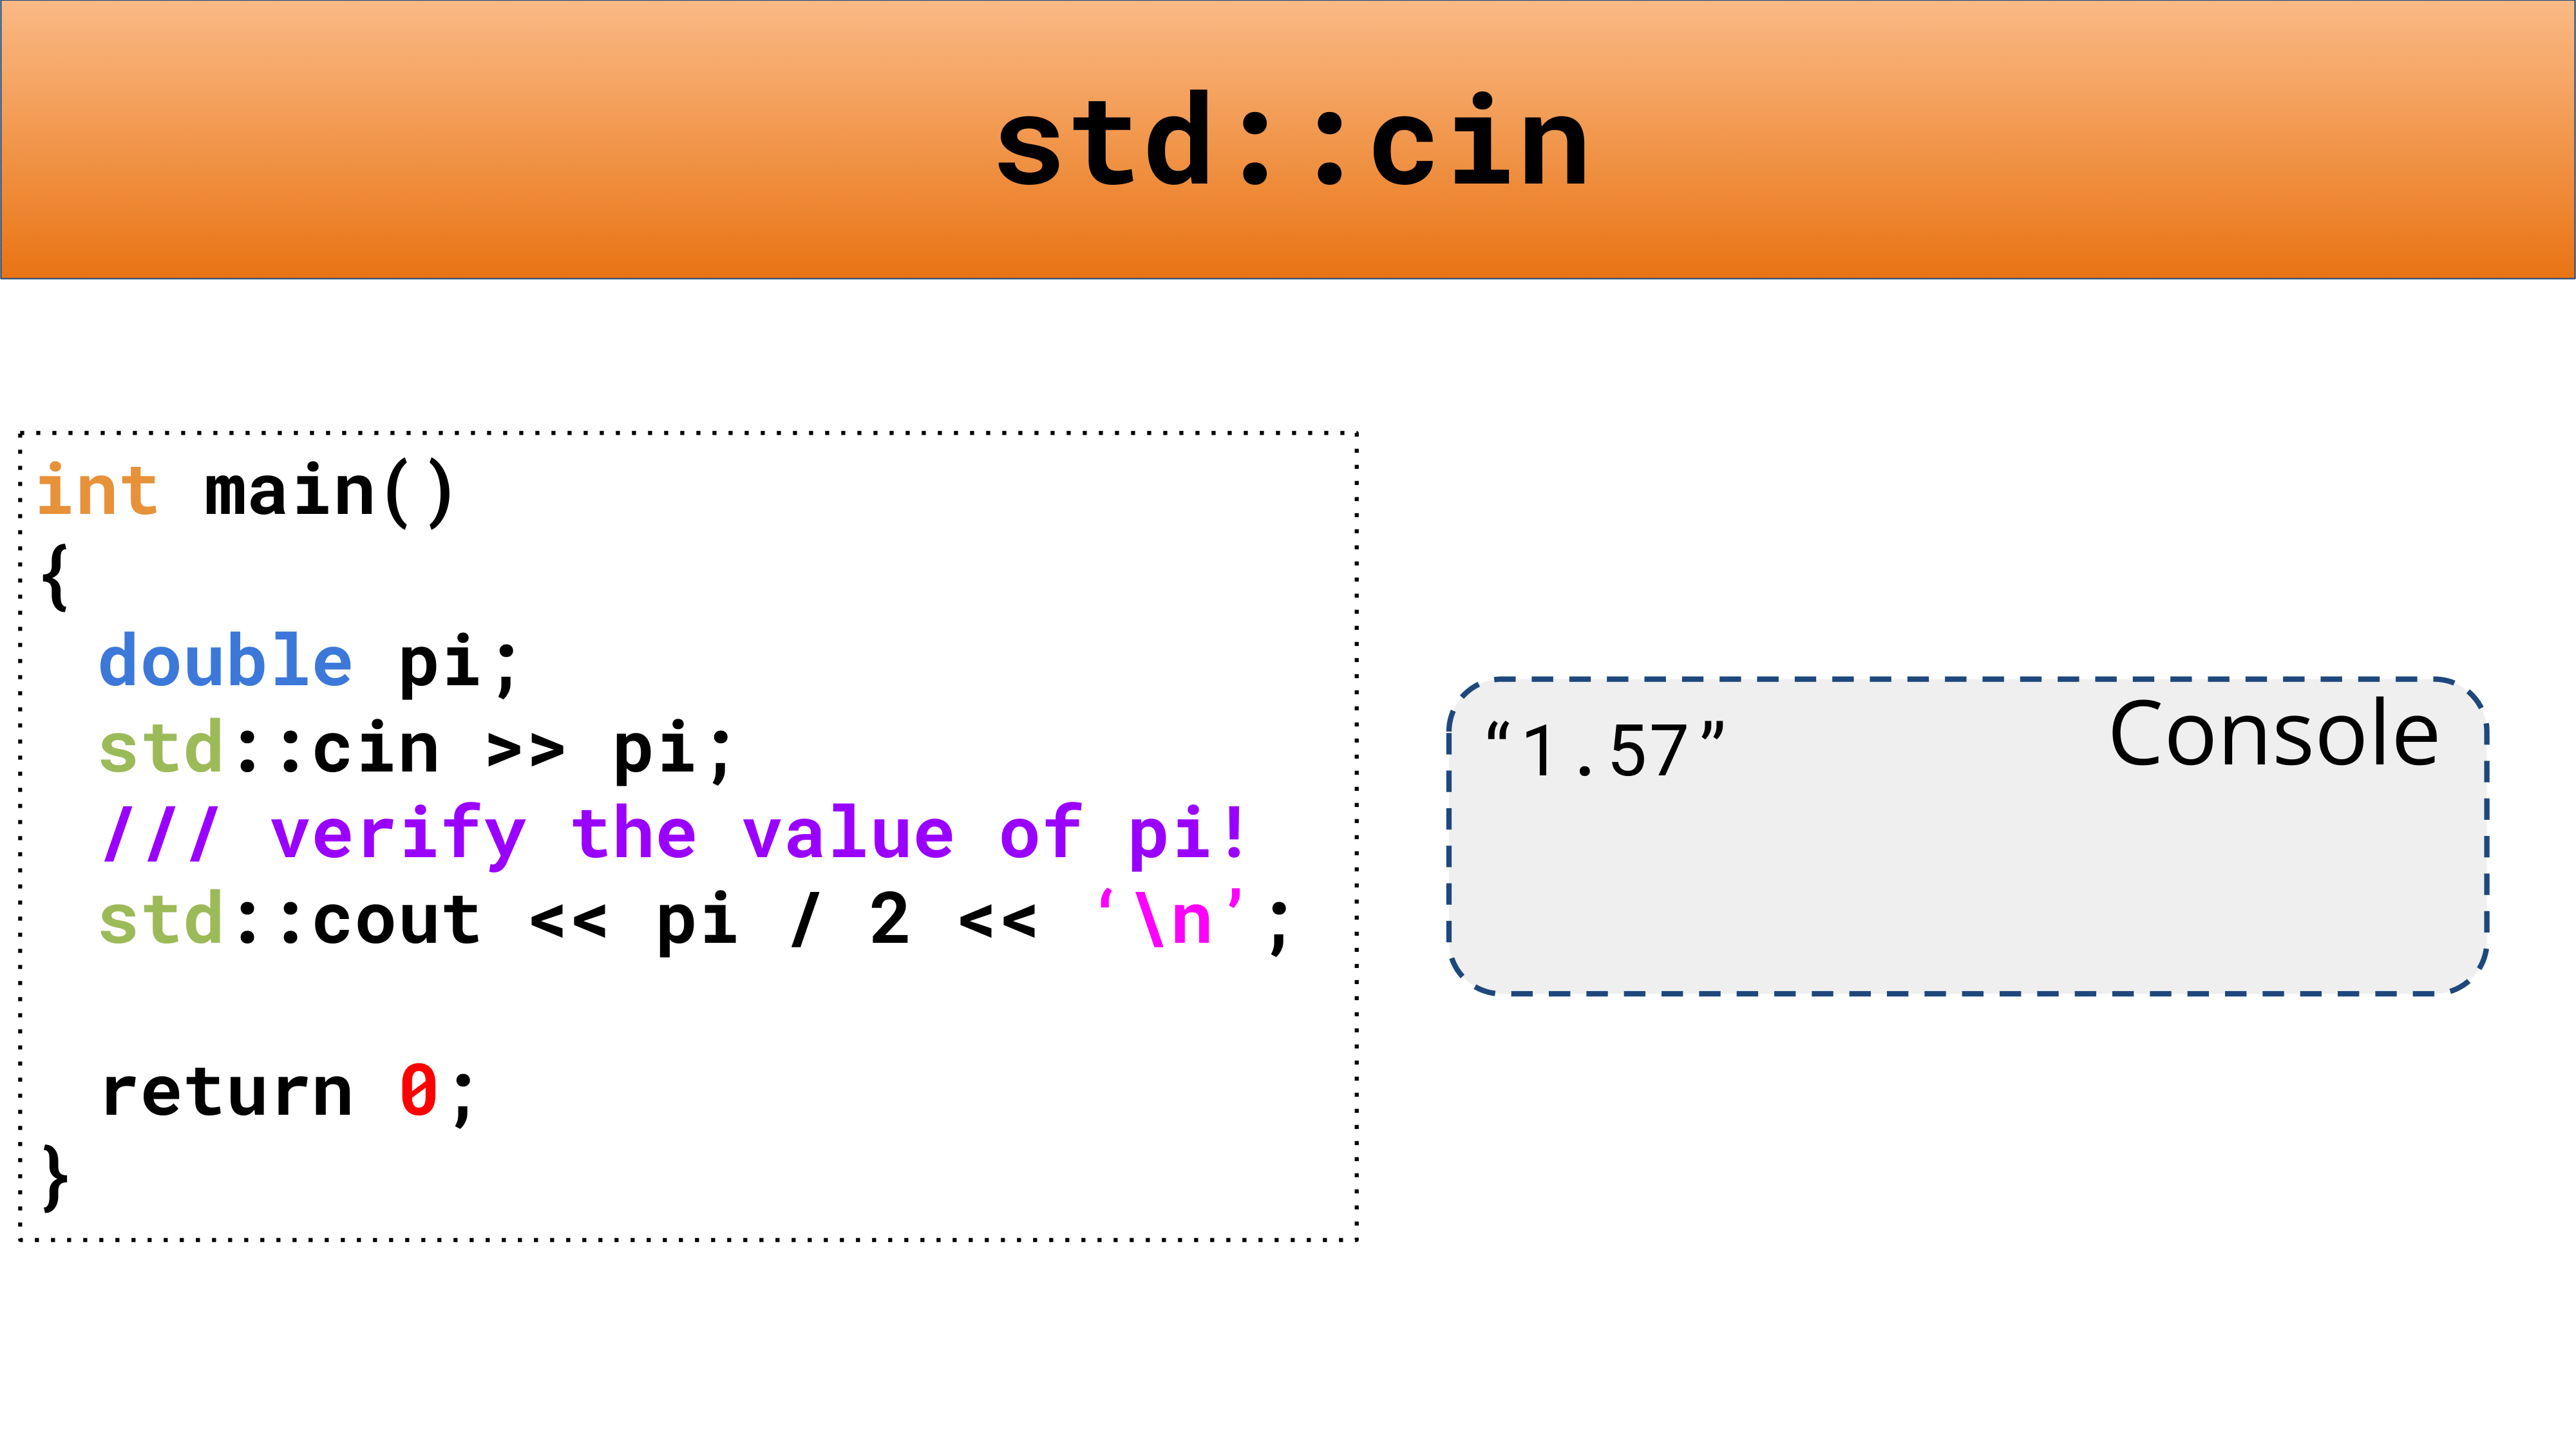 std::cin
int main()
{
double pi;
std::cin >> pi;
/// verify the value of pi!
std::cout << pi / 2 << ‘\n’;
return 0;
}
Console
“1.57”